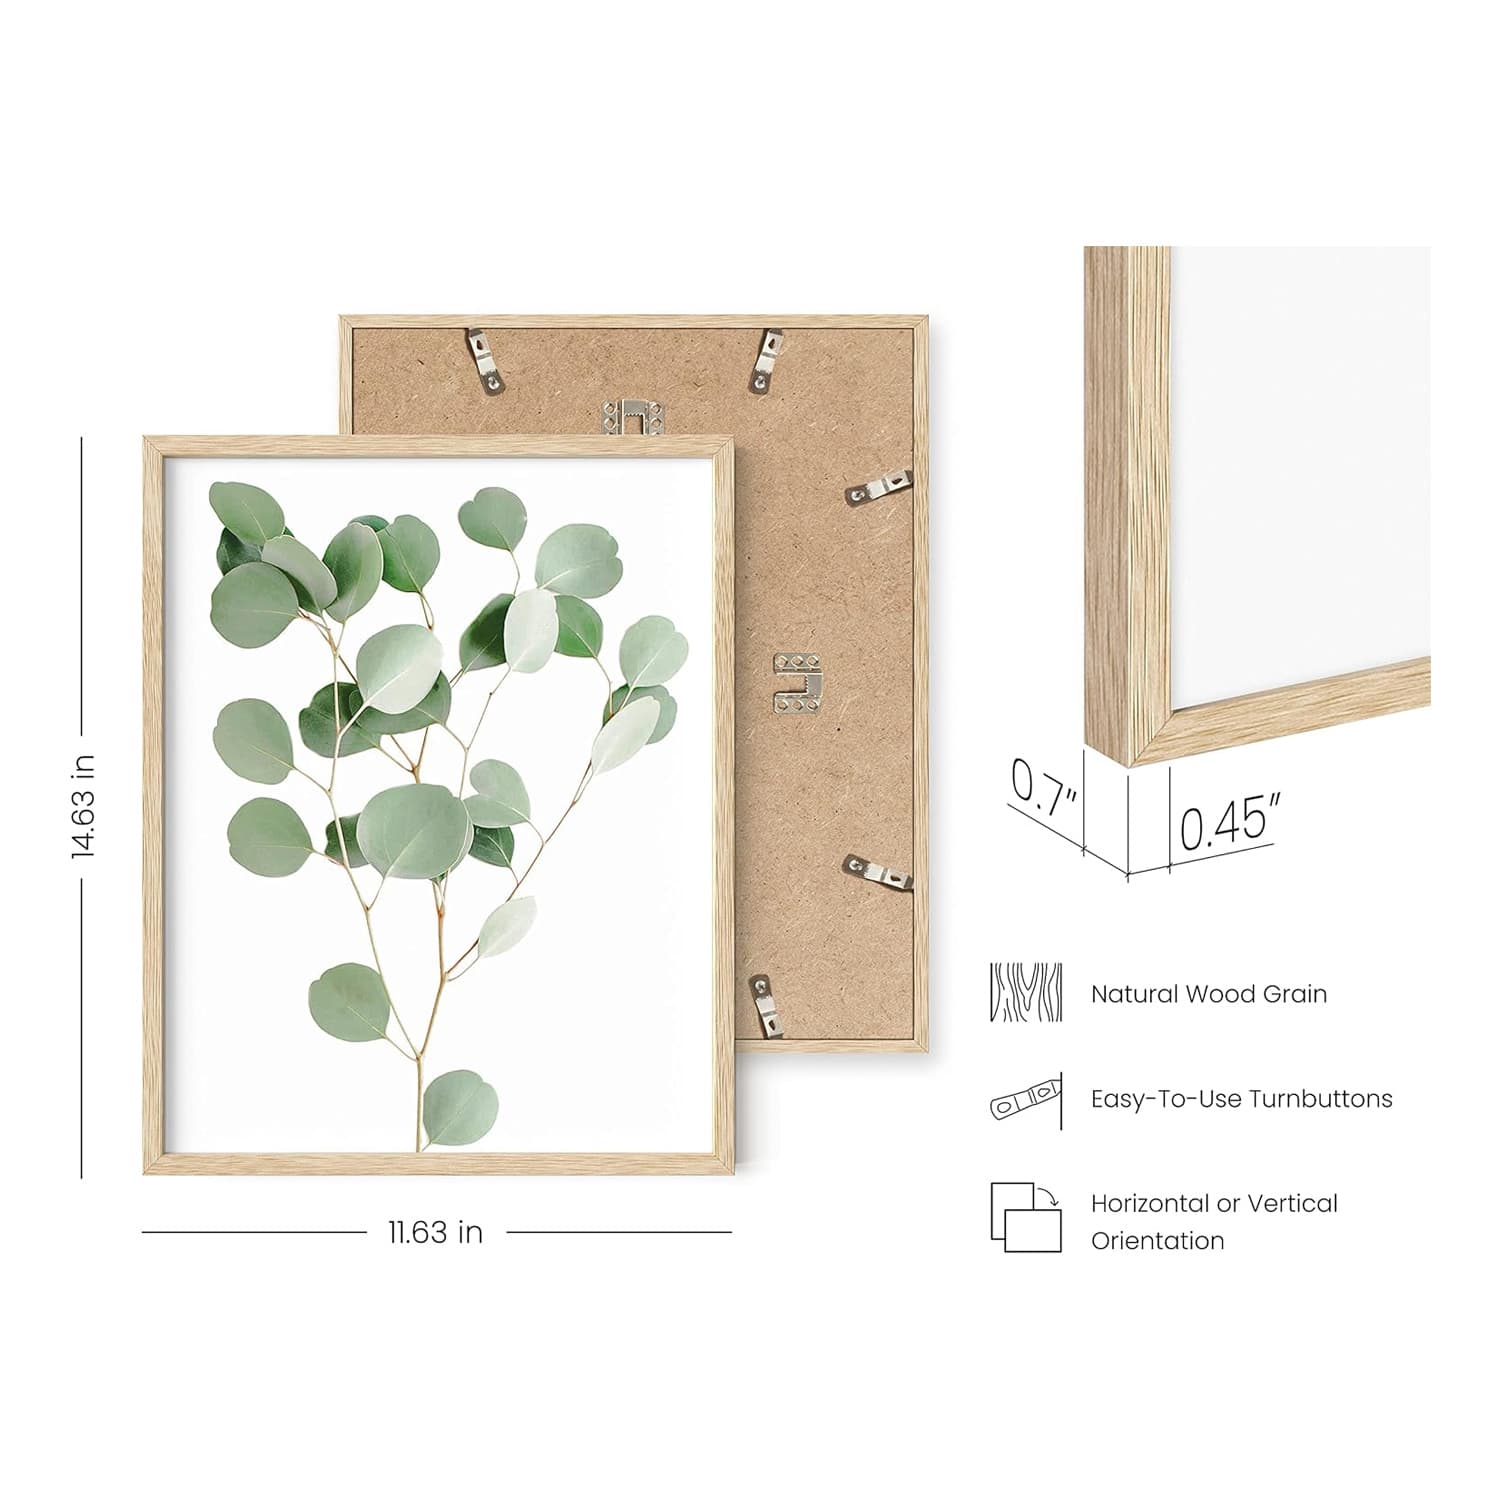 14.63 in
11.63 in
0.7"
0.45"
Natural Wood Grain
Easy-To-Use Turnbuttons
Horizontal or Vertical
Orientation